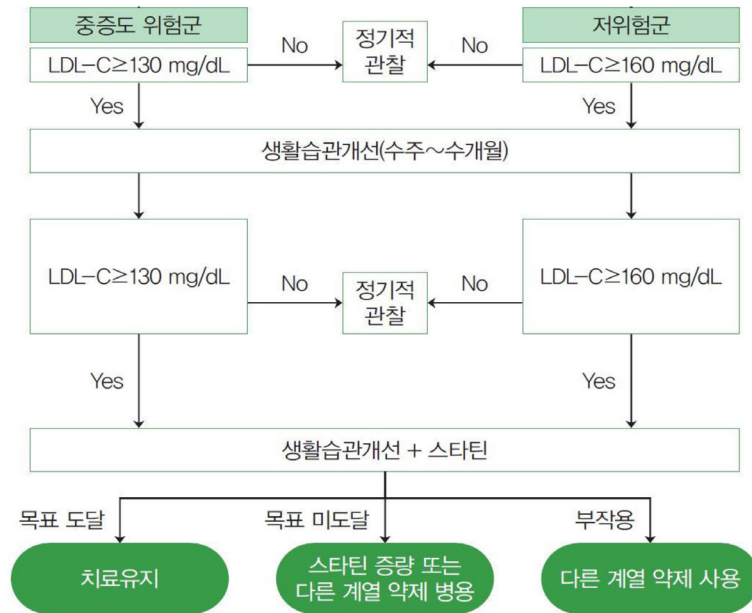 중증도 위험군
저위험군
LDL-C≥130 mg/dL
No
정기적
관찰
No
LDL-C≥160 mg/dL
Yes
Yes
생활습관개선(수주~수개월)
LDL-C≥130 mg/dL
No
정기적
관찰
No
LDL-C≥160 mg/dL
Yes
Yes
생활습관개선 + 스타틴
목표 도달
목표 미도달
부작용
치료유지
스타틴 증량 또는
다른 계열 약제 병용
다른 계열 약제 사용